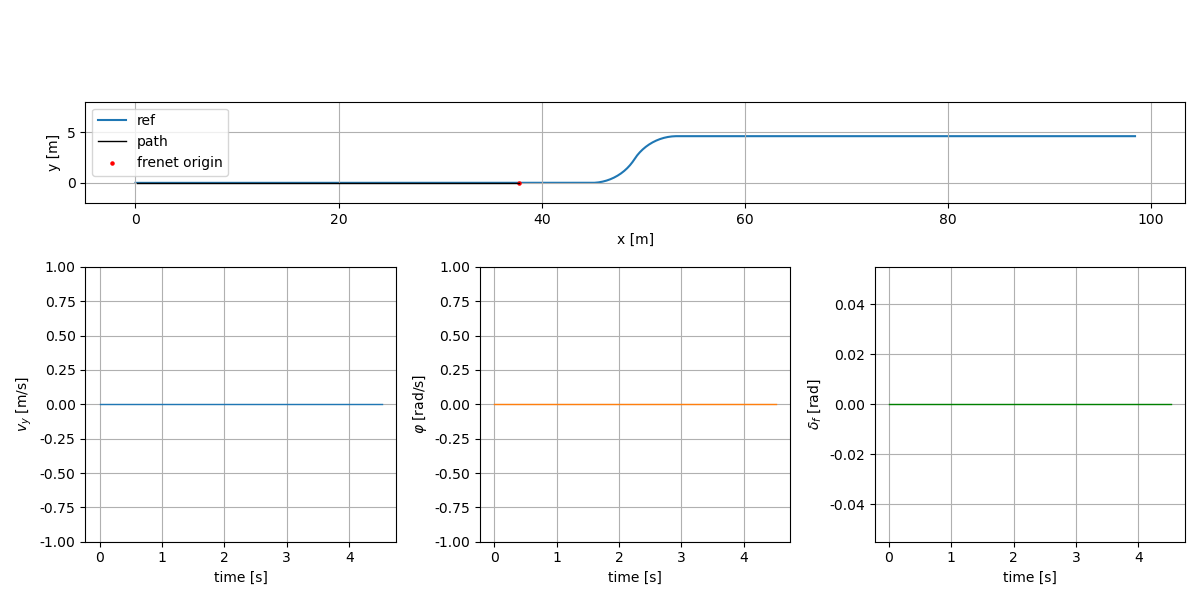 ref
path
frenet origin
y [m]
5
0
0 20 40 60 80 100
x [m]
1.00
0.75
0.50
0.25
0.00
-0.25
-0.50
-0.75
-1.00
v_y [m/s]
0 1 2 3 4
time [s]
1.00
0.75
0.50
0.25
0.00
-0.25
-0.50
-0.75
-1.00
φ [rad/s]
0 1 2 3 4
time [s]
0.04
0.02
0.00
-0.02
-0.04
δ_f [rad]
0 1 2 3 4
time [s]